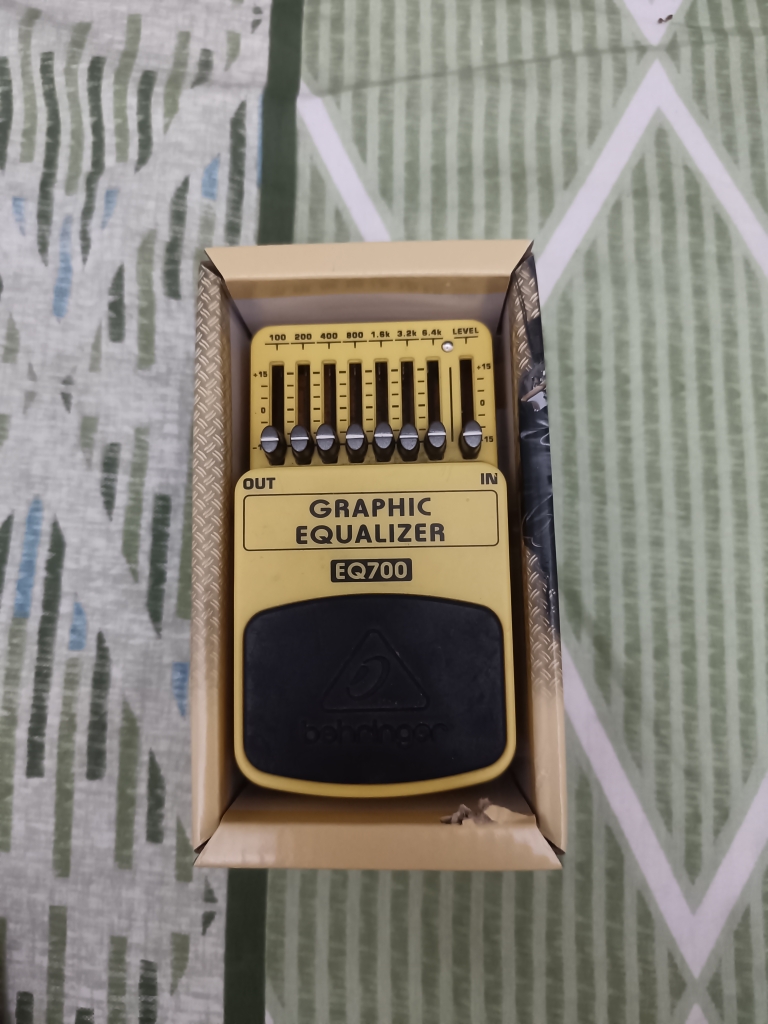 100 200 400 800 1.6k 3.2k 6.4k LEVEL
+15 +15
0 0
15
OUT IN
GRAPHIC
EQUALIZER
EQ700
behringer